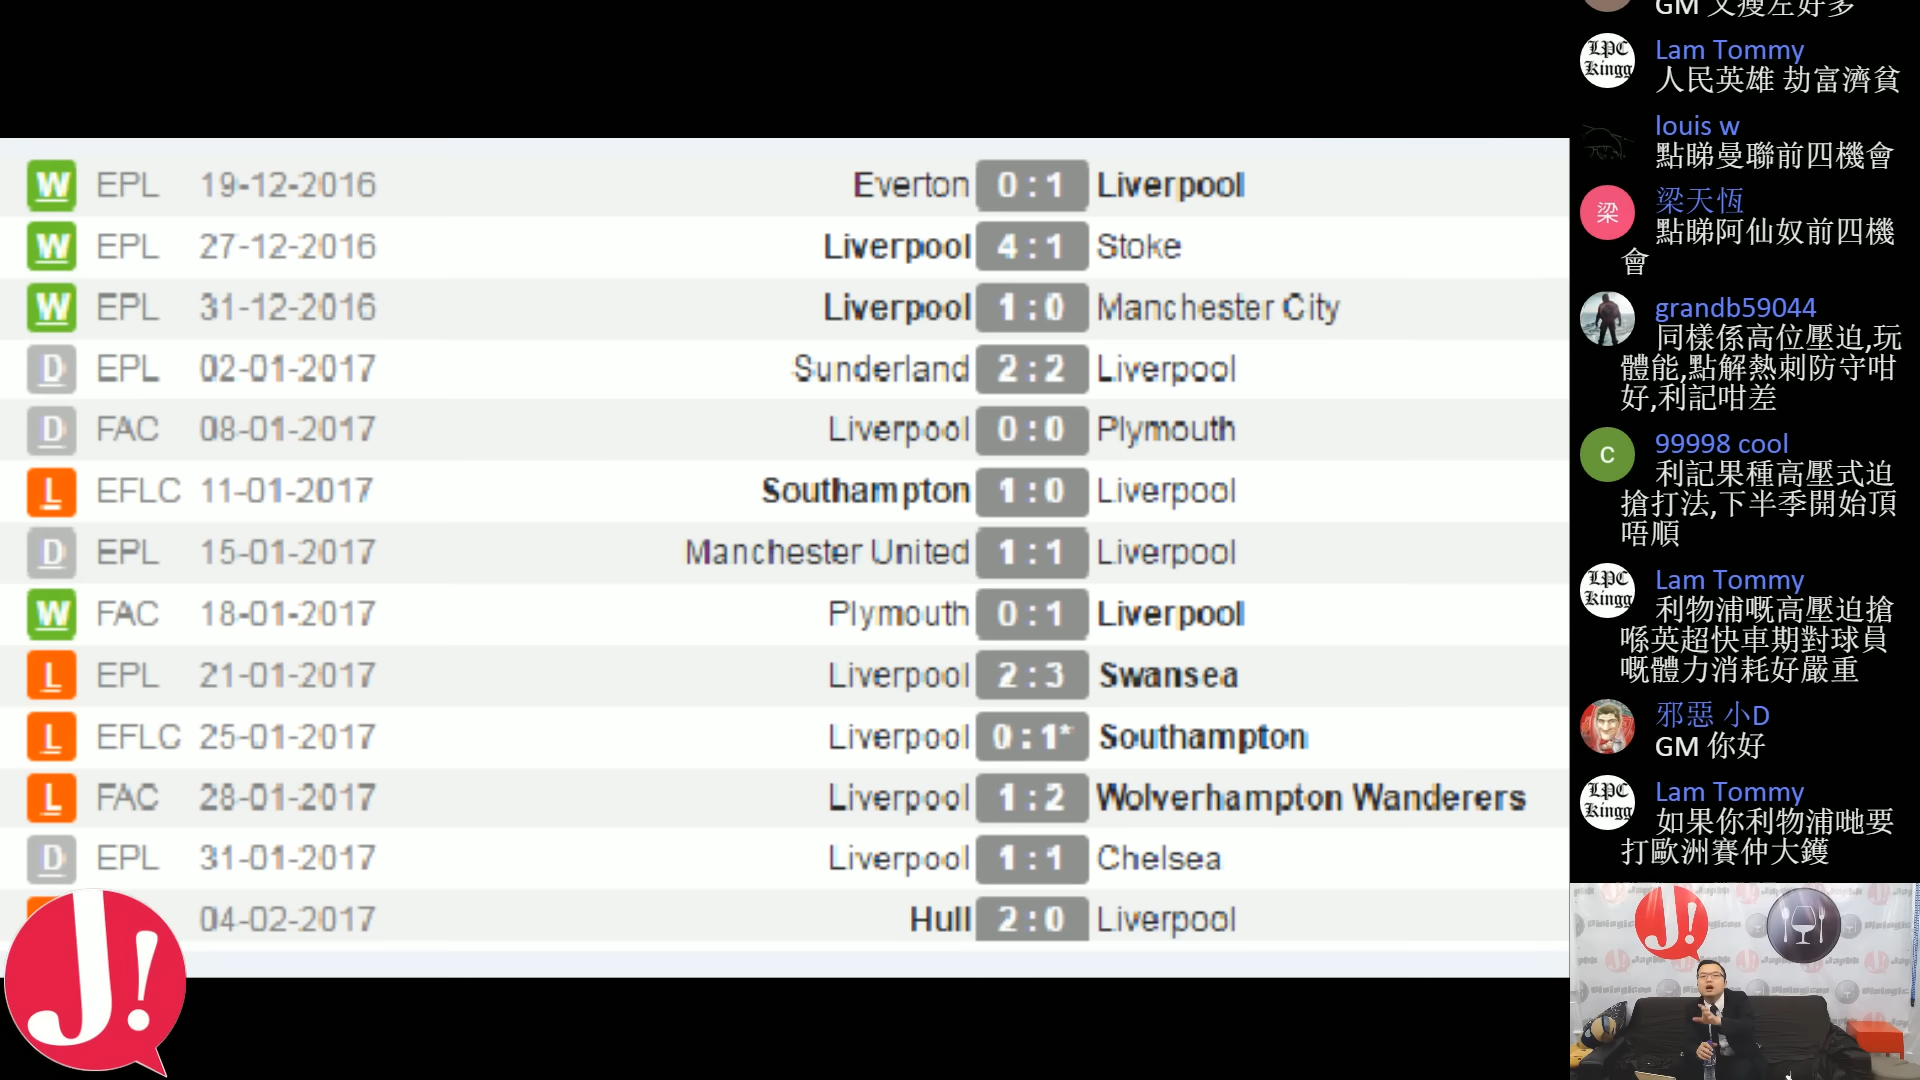 W EPL 19-12-2016 Everton 0 : 1 Liverpool
W EPL 27-12-2016 Liverpool 4 : 1 Stoke
W EPL 31-12-2016 Liverpool 1 : 0 Manchester City
D EPL 02-01-2017 Sunderland 2 : 2 Liverpool
D FAC 08-01-2017 Liverpool 0 : 0 Plymouth
L EFLC 11-01-2017 Southampton 1 : 0 Liverpool
D EPL 15-01-2017 Manchester United 1 : 1 Liverpool
W FAC 18-01-2017 Plymouth 0 : 1 Liverpool
L EPL 21-01-2017 Liverpool 2 : 3 Swansea
L EFLC 25-01-2017 Liverpool 0 : 1* Southampton
L FAC 28-01-2017 Liverpool 1 : 2 Wolverhampton Wanderers
D EPL 31-01-2017 Liverpool 1 : 1 Chelsea
04-02-2017 Hull 2 : 0 Liverpool
J!
GM 又瘦左好多
LPC
Kingg
Lam Tommy
人民英雄 劫富濟貧
louis w
點睇曼聯前四機會
梁
梁天恆
點睇阿仙奴前四機
會
grandb59044
同樣係高位壓迫,玩
體能,點解熱刺防守咁
好,利記咁差
C
99998 cool
利記果種高壓式迫
搶打法,下半季開始頂
唔順
LPC
Kingg
Lam Tommy
利物浦嘅高壓迫搶
喺英超快車期對球員
嘅體力消耗好嚴重
邪惡 小D
GM 你好
LPC
Kingg
Lam Tommy
如果你利物浦哋要
打歐洲賽仲大鑊
J!